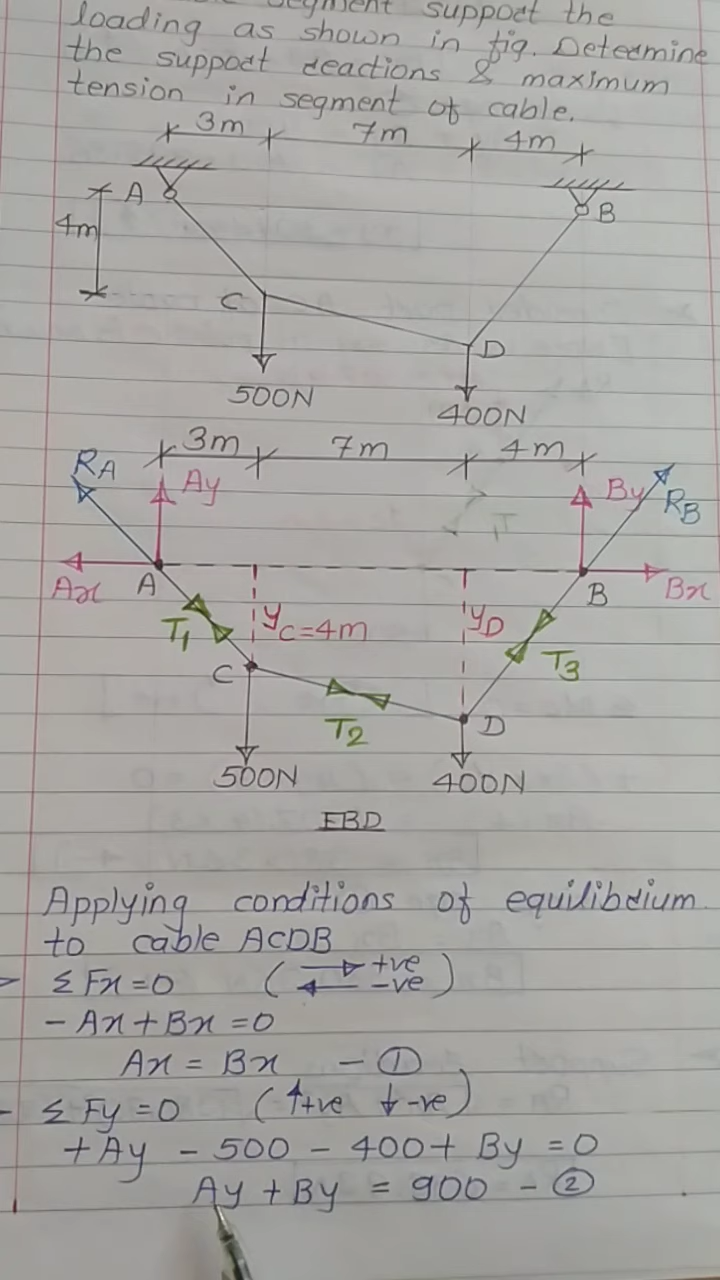 segment support the
loading as shown in fig. Determine
the support reactions & maximum
tension in segment of cable.
3m 7m 4m
A
B
4m
C
D
500N
400N
3m 7m 4m
RA
Ay
By
RB
Ax
A
B
Bx
T1
yc=4m
yD
T3
C
T2
D
500N
400N
FBD
Applying conditions of equilibrium
to cable ACDB
ΣFx=0 (→ +ve ← -ve)
-Ax+Bx=0
Ax = Bx - ①
ΣFy=0 (↑+ve ↓-ve)
+Ay - 500 - 400+ By =0
Ay + By = 900 - ②